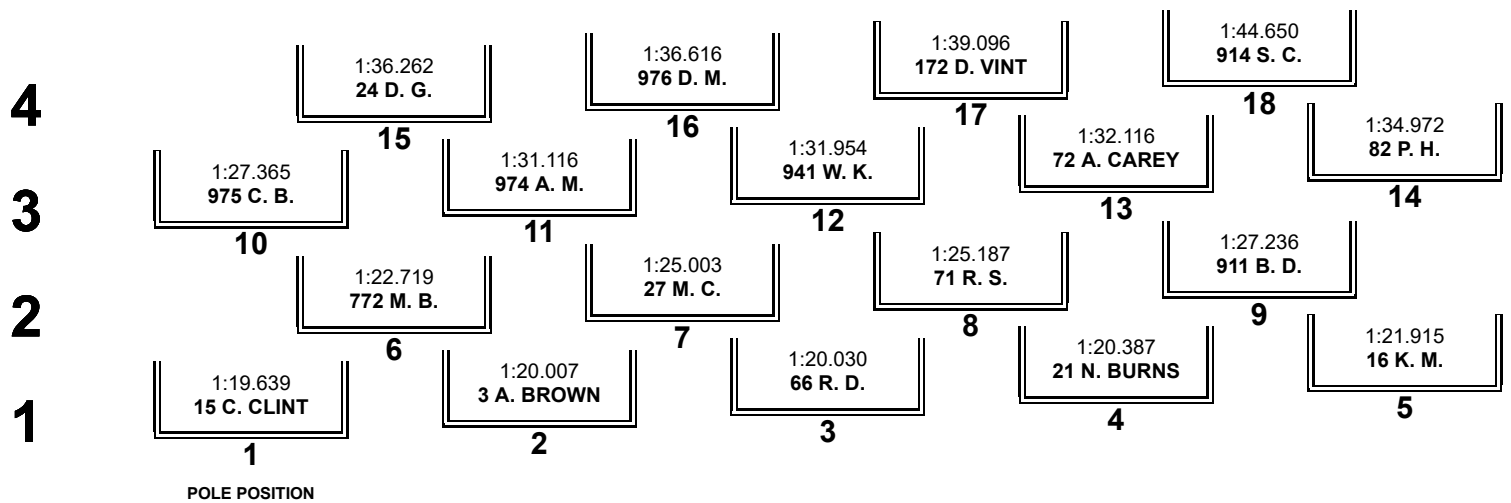 4
1:36.262
24 D. G.
15
1:36.616
976 D. M.
16
1:39.096
172 D. VINT
17
1:44.650
914 S. C.
18
3
1:27.365
975 C. B.
10
1:31.116
974 A. M.
11
1:31.954
941 W. K.
12
1:32.116
72 A. CAREY
13
1:34.972
82 P. H.
14
2
1:22.719
772 M. B.
6
1:25.003
27 M. C.
7
1:25.187
71 R. S.
8
1:27.236
911 B. D.
9
1
1:19.639
15 C. CLINT
1
1:20.007
3 A. BROWN
2
1:20.030
66 R. D.
3
1:20.387
21 N. BURNS
4
1:21.915
16 K. M.
5
POLE POSITION